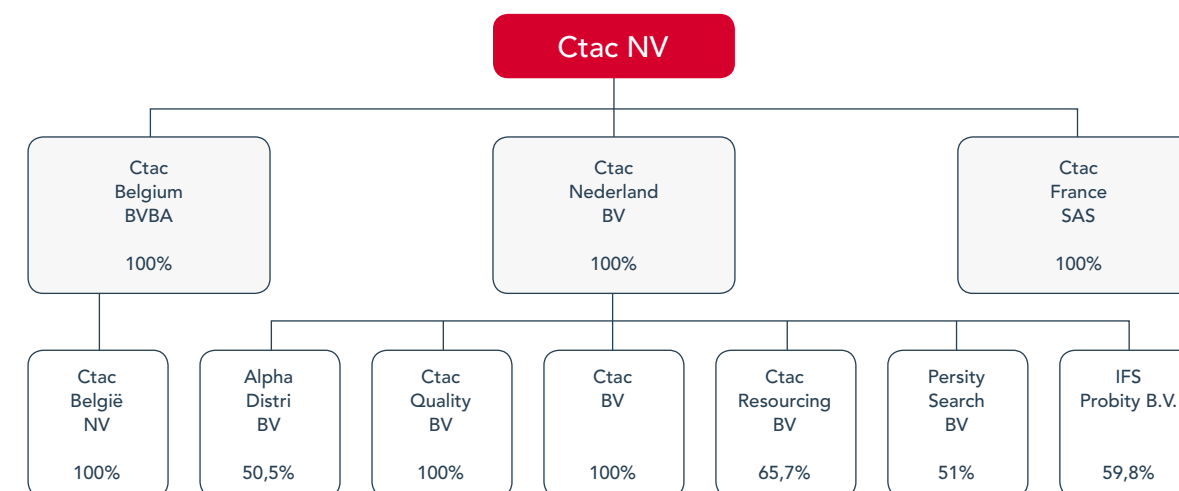 Ctac NV
Ctac
Belgium
BVBA
100%
Ctac
Nederland
BV
100%
Ctac
France
SAS
100%
Ctac
België
NV
100%
Alpha
Distri
BV
50,5%
Ctac
Quality
BV
100%
Ctac
BV
100%
Ctac
Resourcing
BV
65,7%
Persity
Search
BV
51%
IFS
Probity B.V.
59,8%